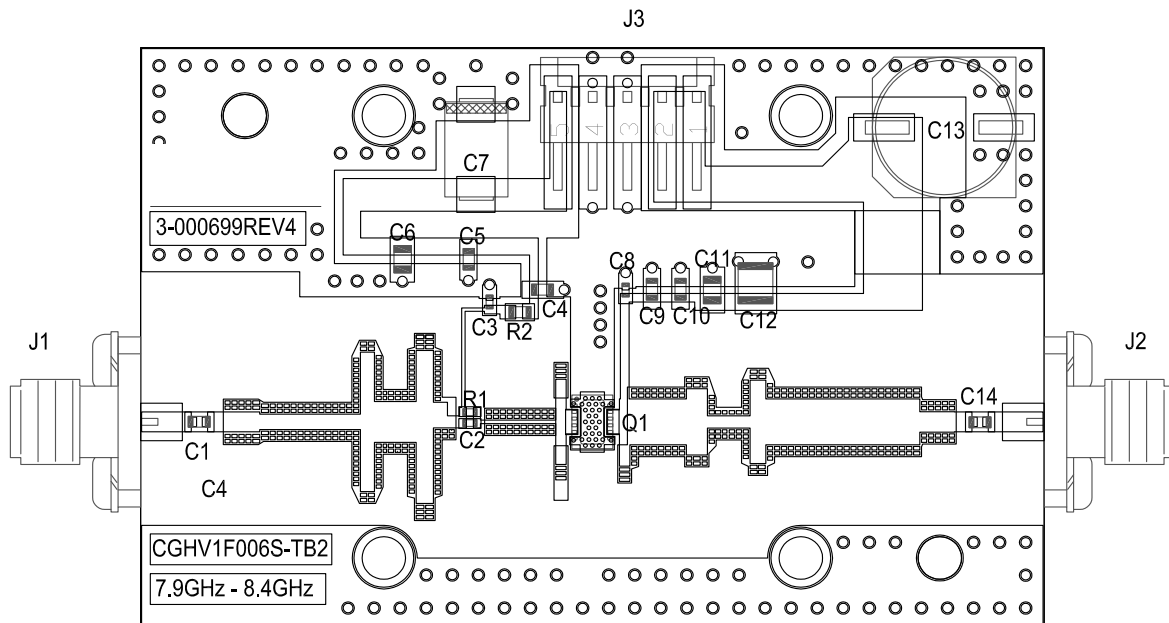 J3
5 4 3 2 1
C13
C7
3-000699REV4
C6 C5 C8 C11
C4
C3 C9 C10
R2 C12
J1 J2
R1 C14
C1 C2 Q1
C4
CGHV1F006S-TB2
7.9GHz - 8.4GHz